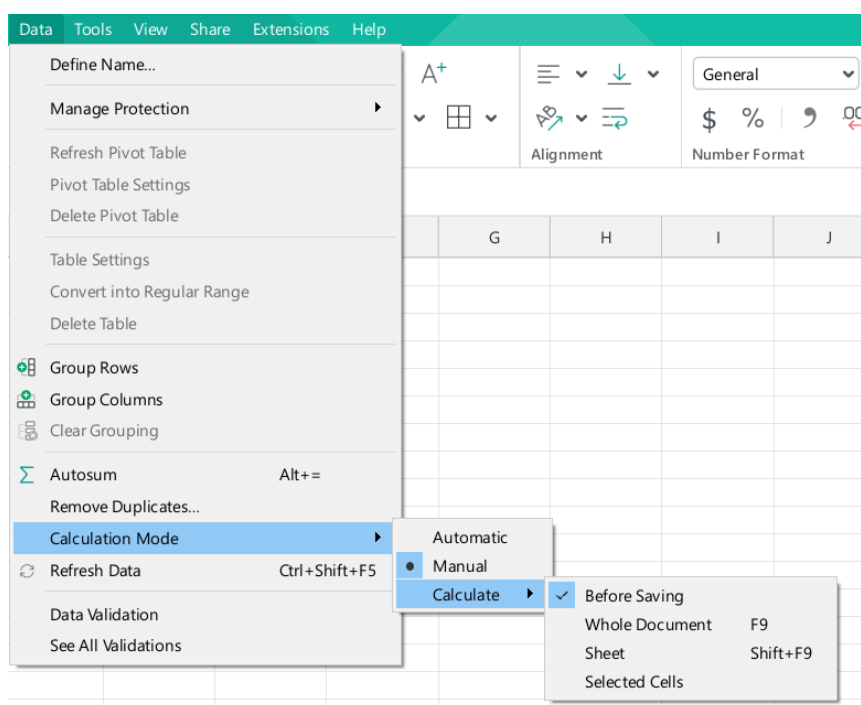 Data Tools View Share Extensions Help
Define Name...
Manage Protection
Refresh Pivot Table
Pivot Table Settings
Delete Pivot Table
Table Settings
Convert into Regular Range
Delete Table
Group Rows
Group Columns
Clear Grouping
Autosum Alt+=
Remove Duplicates...
Calculation Mode
Refresh Data Ctrl+Shift+F5
Data Validation
See All Validations
Automatic
Manual
Calculate
Before Saving
Whole Document F9
Sheet Shift+F9
Selected Cells
A+
General
$ % , .00
Alignment
Number Format
G H I J